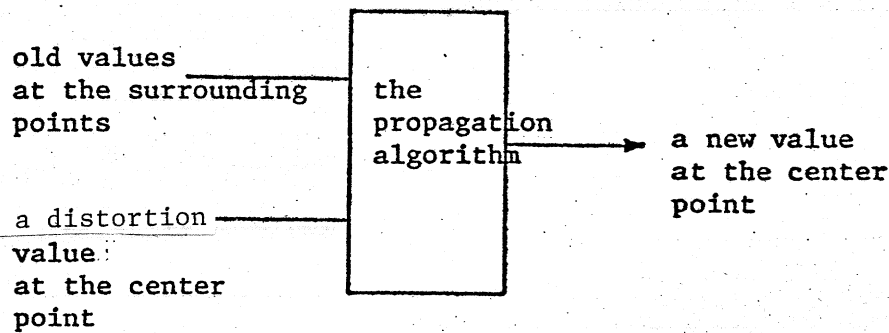 old values
at the surrounding
points
the
propagation
algorithm
a new value
at the center
point
a distortion
value
at the center
point